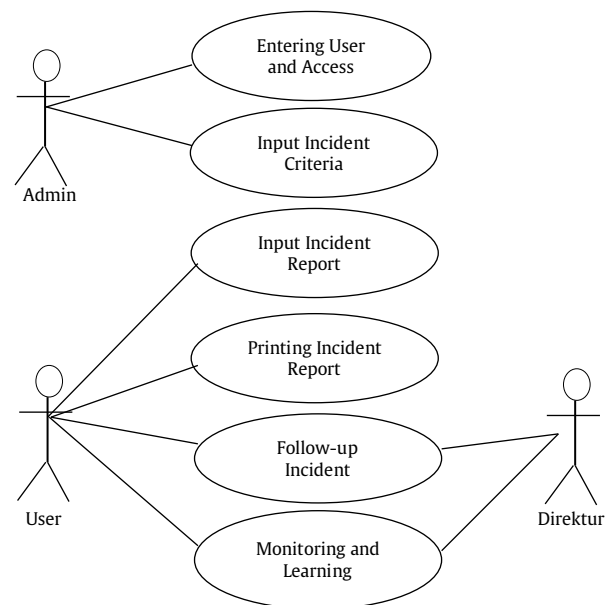 Entering User
and Access
Input Incident
Criteria
Admin
Input Incident
Report
Printing Incident
Report
Follow-up
Incident
User
Direktur
Monitoring and
Learning